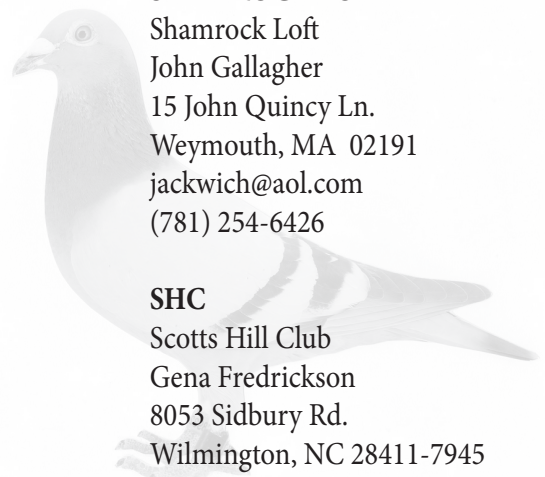 Shamrock Loft
John Gallagher
15 John Quincy Ln.
Weymouth, MA  02191
jackwich@aol.com
(781) 254-6426
SHC
Scotts Hill Club
Gena Fredrickson
8053 Sidbury Rd.
Wilmington, NC 28411-7945